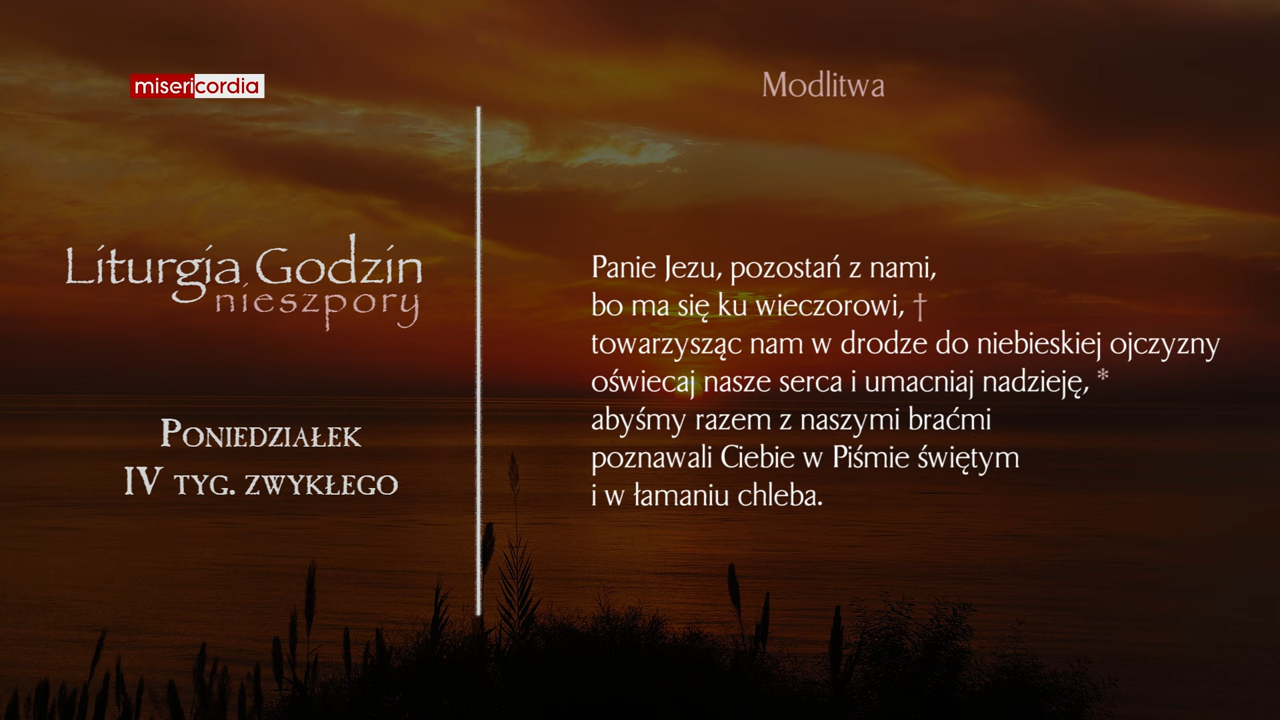 misericordia
Modlitwa
Liturgia Godzin
nieszpory
Poniedziałek
IV tyg. zwykłego
Panie Jezu, pozostań z nami,
bo ma się ku wieczorowi, †
towarzysząc nam w drodze do niebieskiej ojczyzny
oświecaj nasze serca i umacniaj nadzieję, *
abyśmy razem z naszymi braćmi
poznawali Ciebie w Piśmie świętym
i w łamaniu chleba.